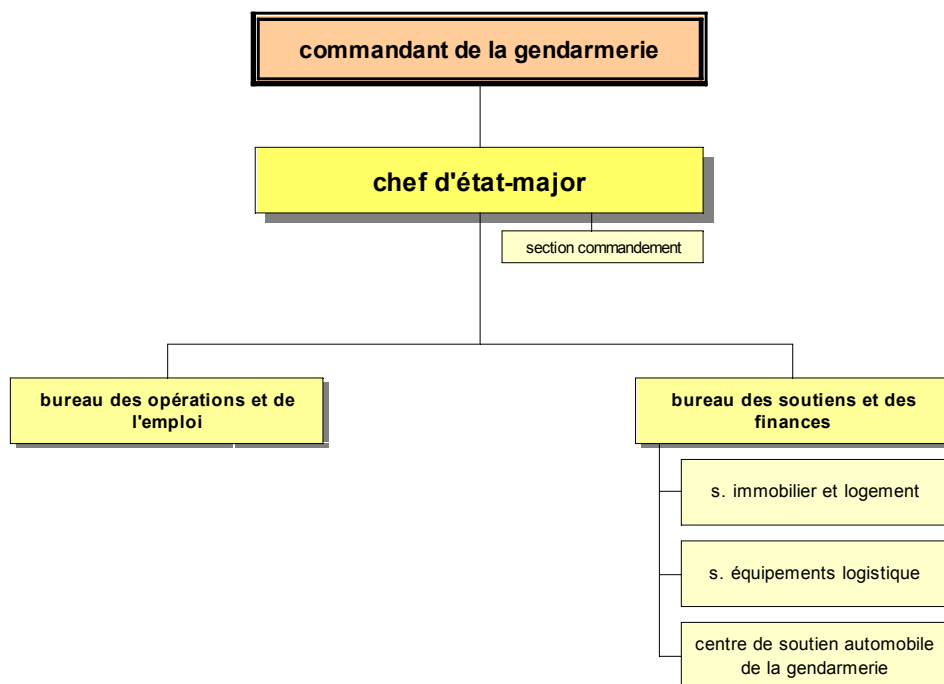 commandant de la gendarmerie
chef d'état-major
section commandement
bureau des opérations et de
l'emploi
bureau des soutiens et des
finances
s. immobilier et logement
s. équipements logistique
centre de soutien automobile
de la gendarmerie